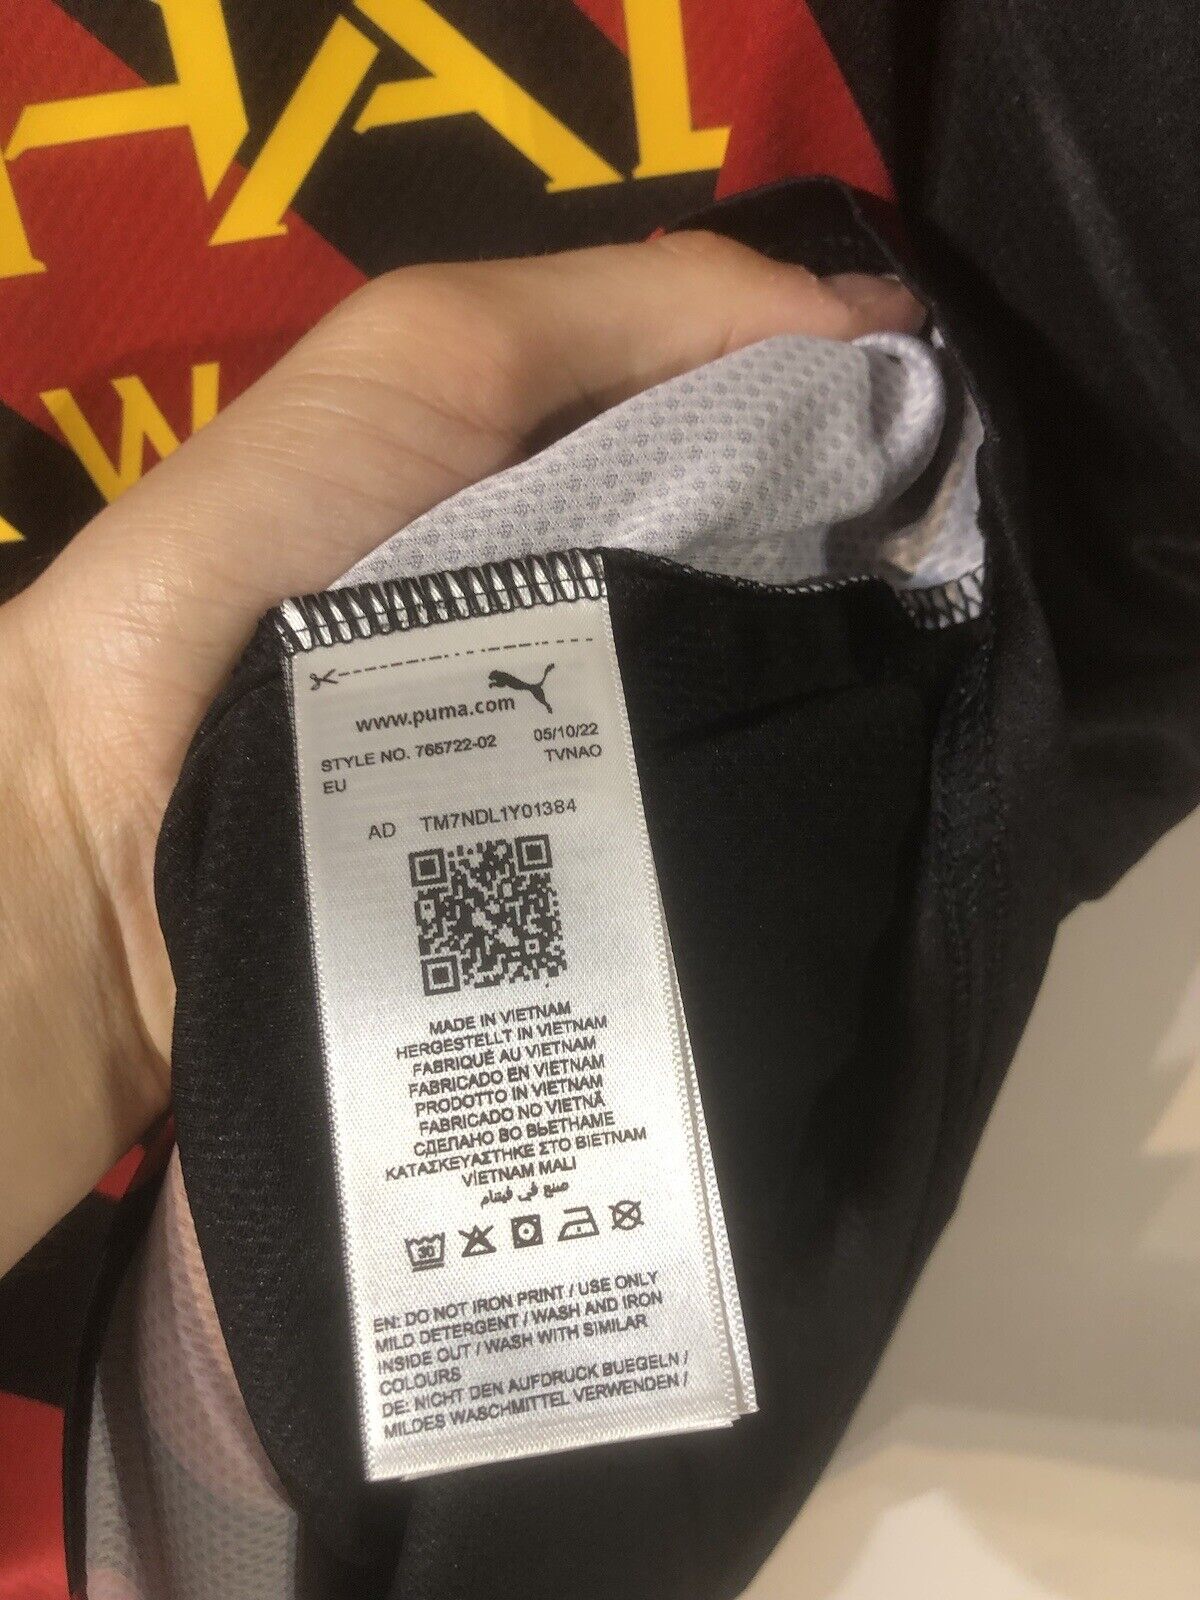 HAI
W
www.puma.com
STYLE NO. 765722-02 05/10/22
EU TVNAO
AD TM7NDL1Y01384
MADE IN VIETNAM
HERGESTELLT IN VIETNAM
FABRIQUÉ AU VIETNAM
FABRICADO EN VIETNAM
PRODOTTO IN VIETNAM
FABRICADO NO VIETNÃ
СДЕЛАНО ВО ВЬЕТНАМЕ
ΚΑΤΑΣΚΕΥΑΣΤΗΚΕ ΣΤΟ ΒΙΕΤΝΑΜ
VİETNAM MALI
صنع في فيتنام
30
EN: DO NOT IRON PRINT / USE ONLY
MILD DETERGENT / WASH AND IRON
INSIDE OUT / WASH WITH SIMILAR
COLOURS
DE: NICHT DEN AUFDRUCK BUEGELN /
MILDES WASCHMITTEL VERWENDEN /